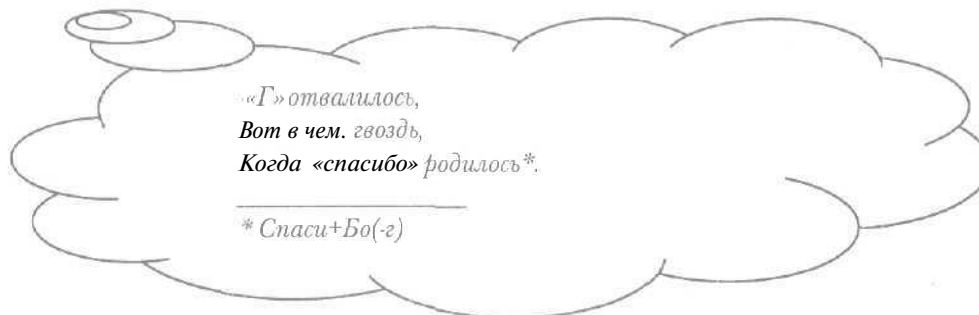 «Г» отвалилось,
Вот в чем. гвоздь,
Когда «спасибо» родилось*.
* Спаси+Бо(-г)